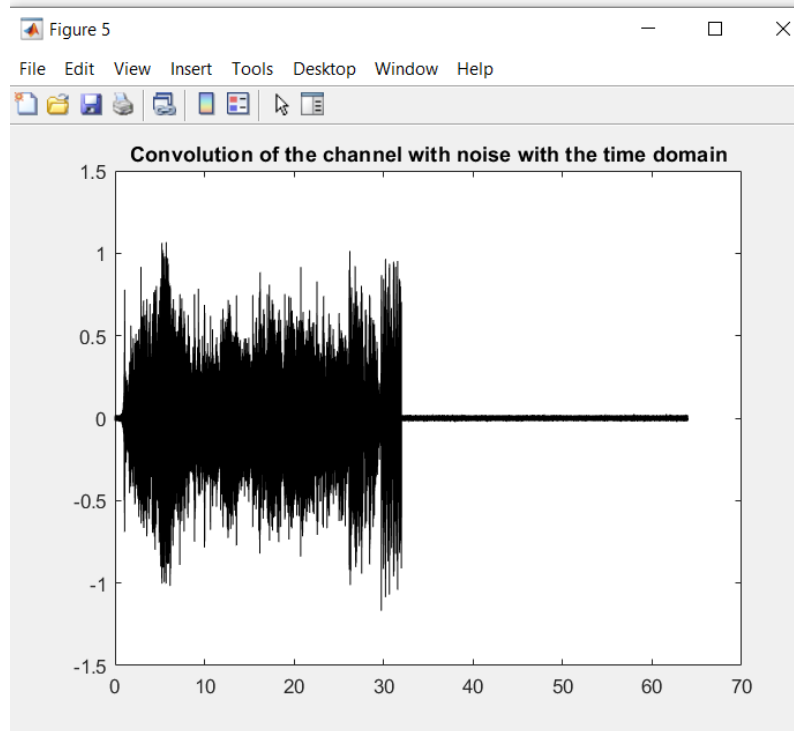 Figure 5
File Edit View Insert Tools Desktop Window Help
Convolution of the channel with noise with the time domain
1.5
1
0.5
0
-0.5
-1
-1.5
0 10 20 30 40 50 60 70